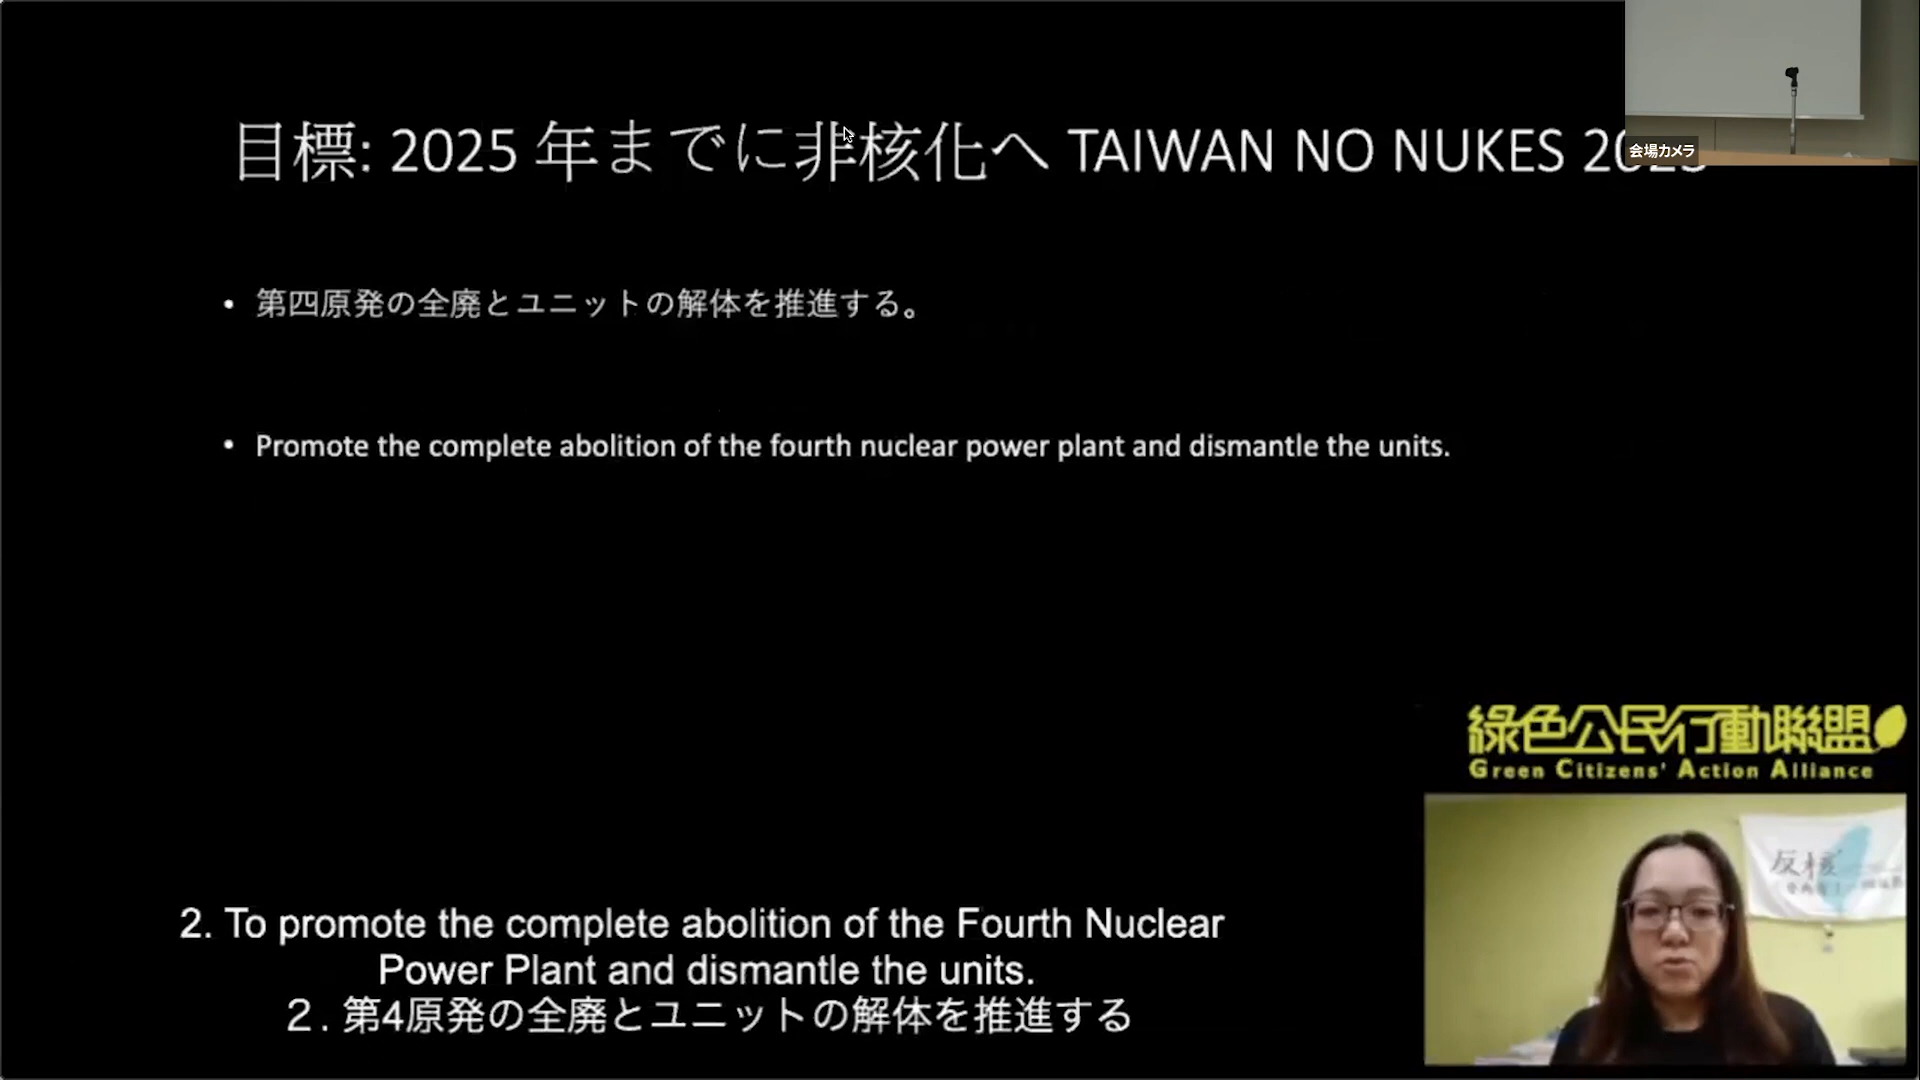 目標: 2025 年までに非核化へ TAIWAN NO NUKES 2025
会場カメラ
• 第四原発の全廃とユニットの解体を推進する。
• Promote the complete abolition of the fourth nuclear power plant and dismantle the units.
綠色公民行動聯盟
Green Citizens' Action Alliance
反核
2. To promote the complete abolition of the Fourth Nuclear
Power Plant and dismantle the units.
２. 第4原発の全廃とユニットの解体を推進する